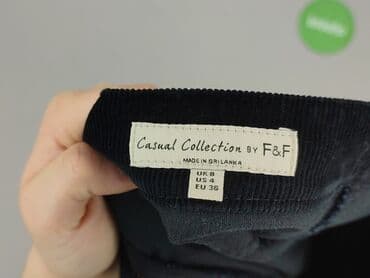 Casual Collection BY F&F
MADE IN SRI LANKA
UK 8
US 4
EU 36